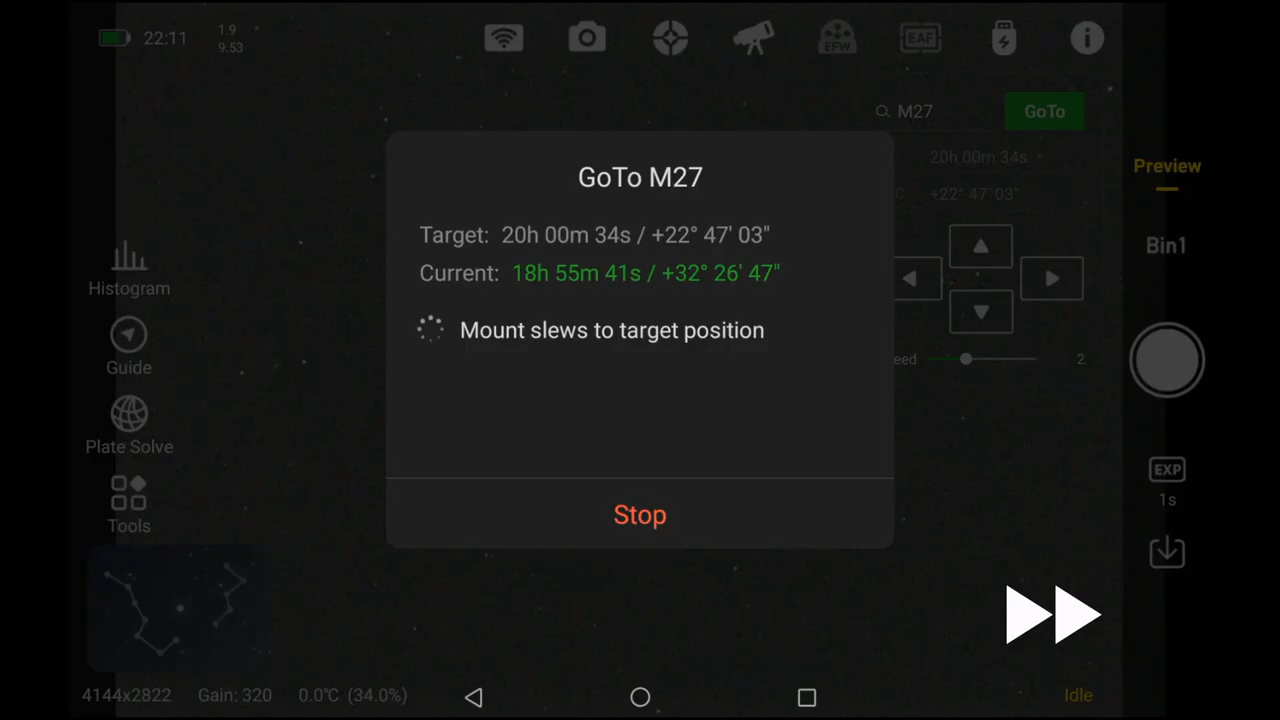 22:11
1.9
9.53
EFW
EAF
M27
GoTo
20h 00m 34s
C +22° 47' 03"
Preview
Bin1
GoTo M27
Target: 20h 00m 34s / +22° 47' 03"
Current: 18h 55m 41s / +32° 26' 47"
Mount slews to target position
Stop
Histogram
Guide
Plate Solve
Tools
eed
2
EXP
1s
4144x2822
Gain: 320
0.0℃ (34.0%)
Idle